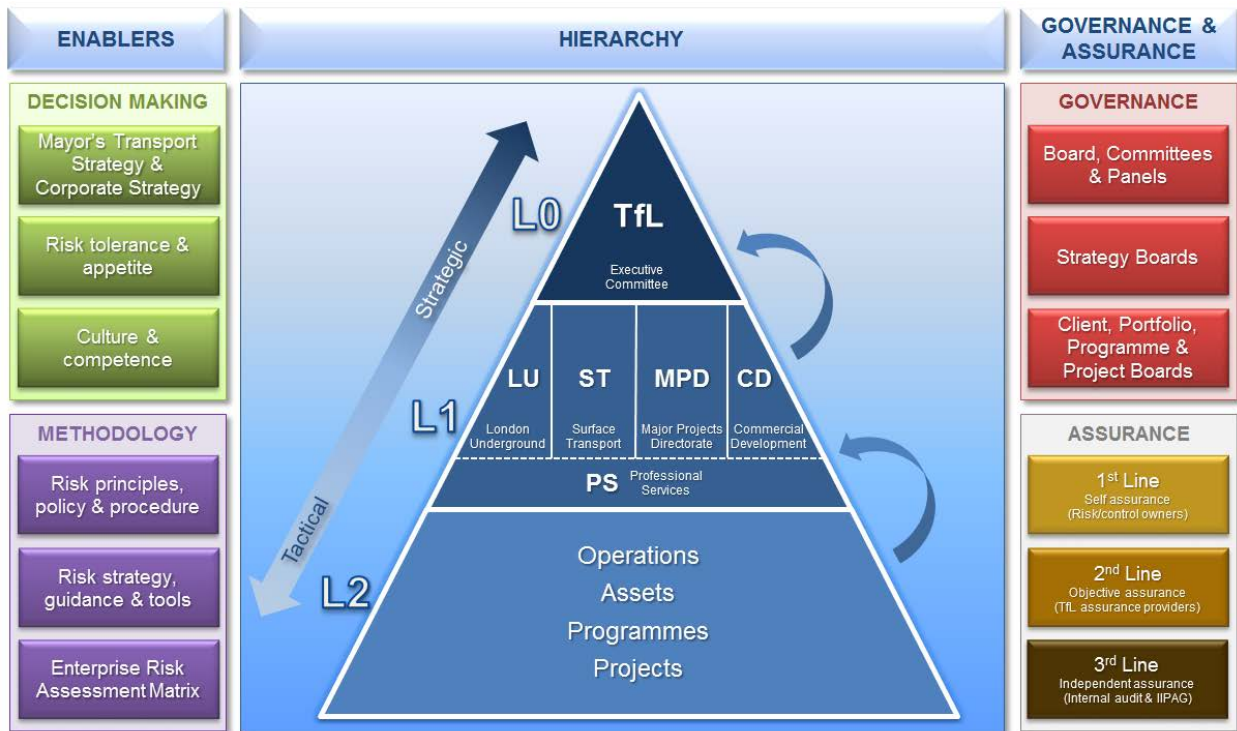 ENABLERS
DECISION MAKING
Mayor's Transport
Strategy &
Corporate Strategy
Risk tolerance &
appetite
Culture &
competence
METHODOLOGY
Risk principles,
policy & procedure
Risk strategy,
guidance & tools
Enterprise Risk
Assessment Matrix
HIERARCHY
Strategic
Tactical
L0
TfL
Executive
Committee
L1
LU
London
Underground
ST
Surface
Transport
MPD
Major Projects
Directorate
CD
Commercial
Development
PS Professional
Services
L2
Operations
Assets
Programmes
Projects
GOVERNANCE &
ASSURANCE
GOVERNANCE
Board, Committees
& Panels
Strategy Boards
Client, Portfolio,
Programme &
Project Boards
ASSURANCE
1st Line
Self assurance
(Risk/control owners)
2nd Line
Objective assurance
(TfL assurance providers)
3rd Line
Independent assurance
(Internal audit & IIPAG)